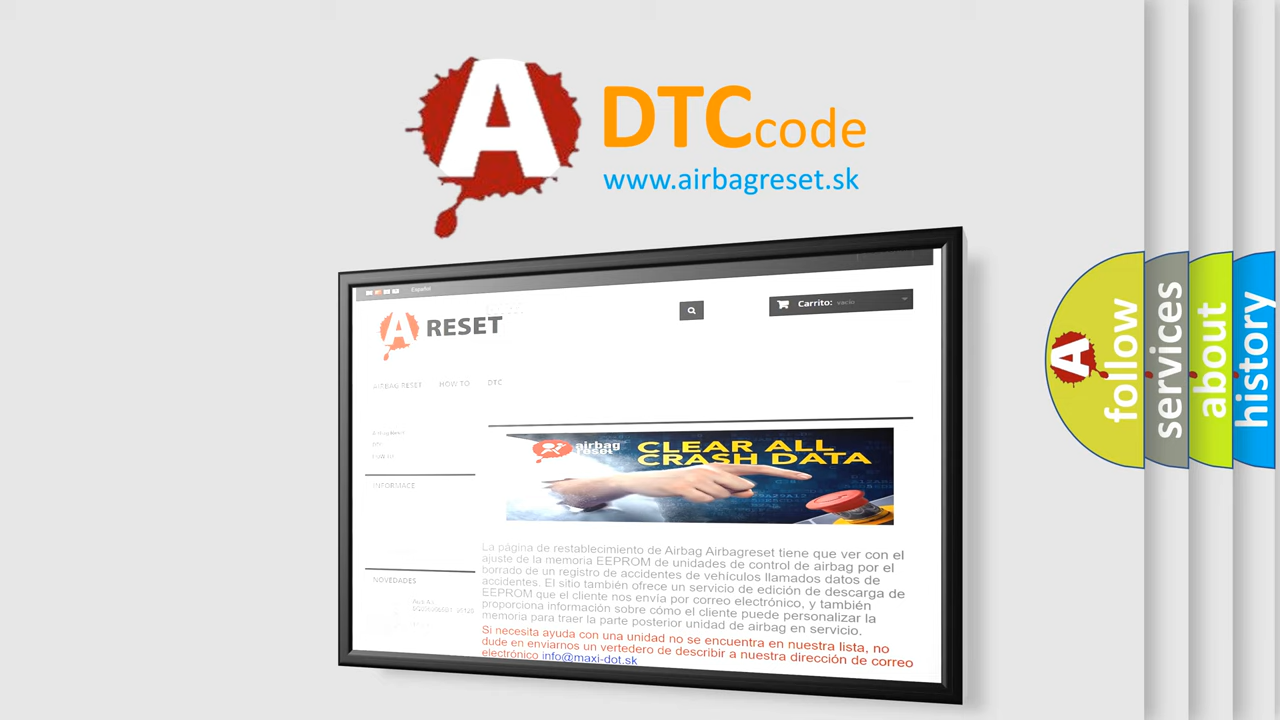 A DTCcode
www.airbagreset.sk
Español
A RESET
Carrito: vacío
AIRBAG RESET HOW TO DTC
INFORMACE
NOVEDADES
airbag
reset
CLEAR ALL
CRASH DATA
La página de restablecimiento de Airbag Airbagreset tiene que ver con el
ajuste de la memoria EEPROM de unidades de control de airbag por el
borrado de un registro de accidentes de vehículos llamados datos de
accidentes. El sitio también ofrece un servicio de edición de descarga de
EEPROM que el cliente nos envía por correo electrónico, y también
proporciona información sobre cómo el cliente puede personalizar la
memoria para traer la parte posterior unidad de airbag en servicio.
Si necesita ayuda con una unidad no se encuentra en nuestra lista, no
dude en enviarnos un vertedero de describir a nuestra dirección de correo
electrónico info@maxi-dot.sk
A follow
services
about
history